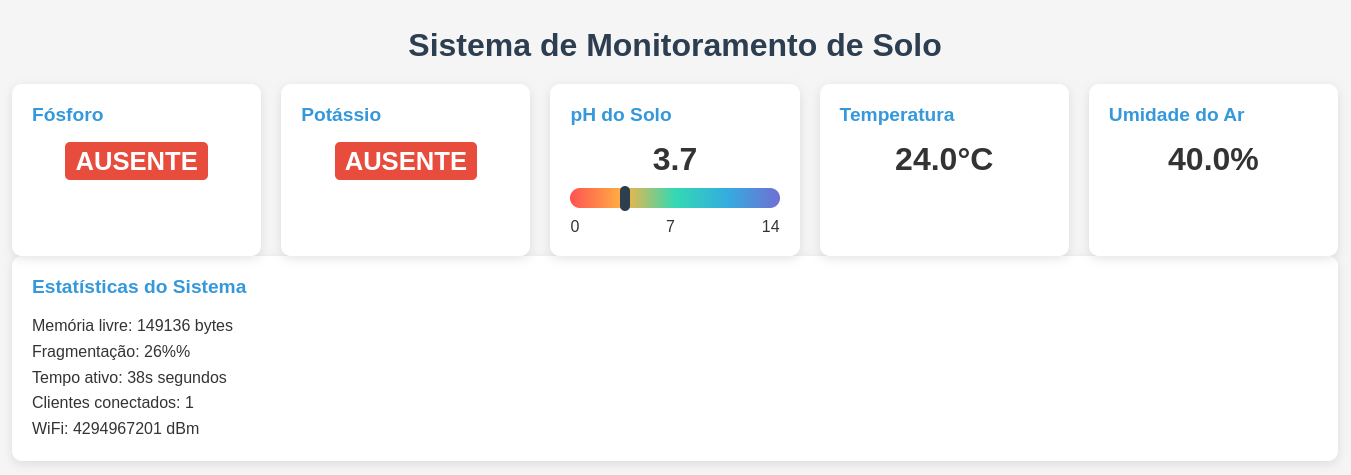 Sistema de Monitoramento de Solo
Fósforo
AUSENTE
Potássio
AUSENTE
pH do Solo
3.7
0 7 14
Temperatura
24.0°C
Umidade do Ar
40.0%
Estatísticas do Sistema
Memória livre: 149136 bytes
Fragmentação: 26%%
Tempo ativo: 38s segundos
Clientes conectados: 1
WiFi: 4294967201 dBm